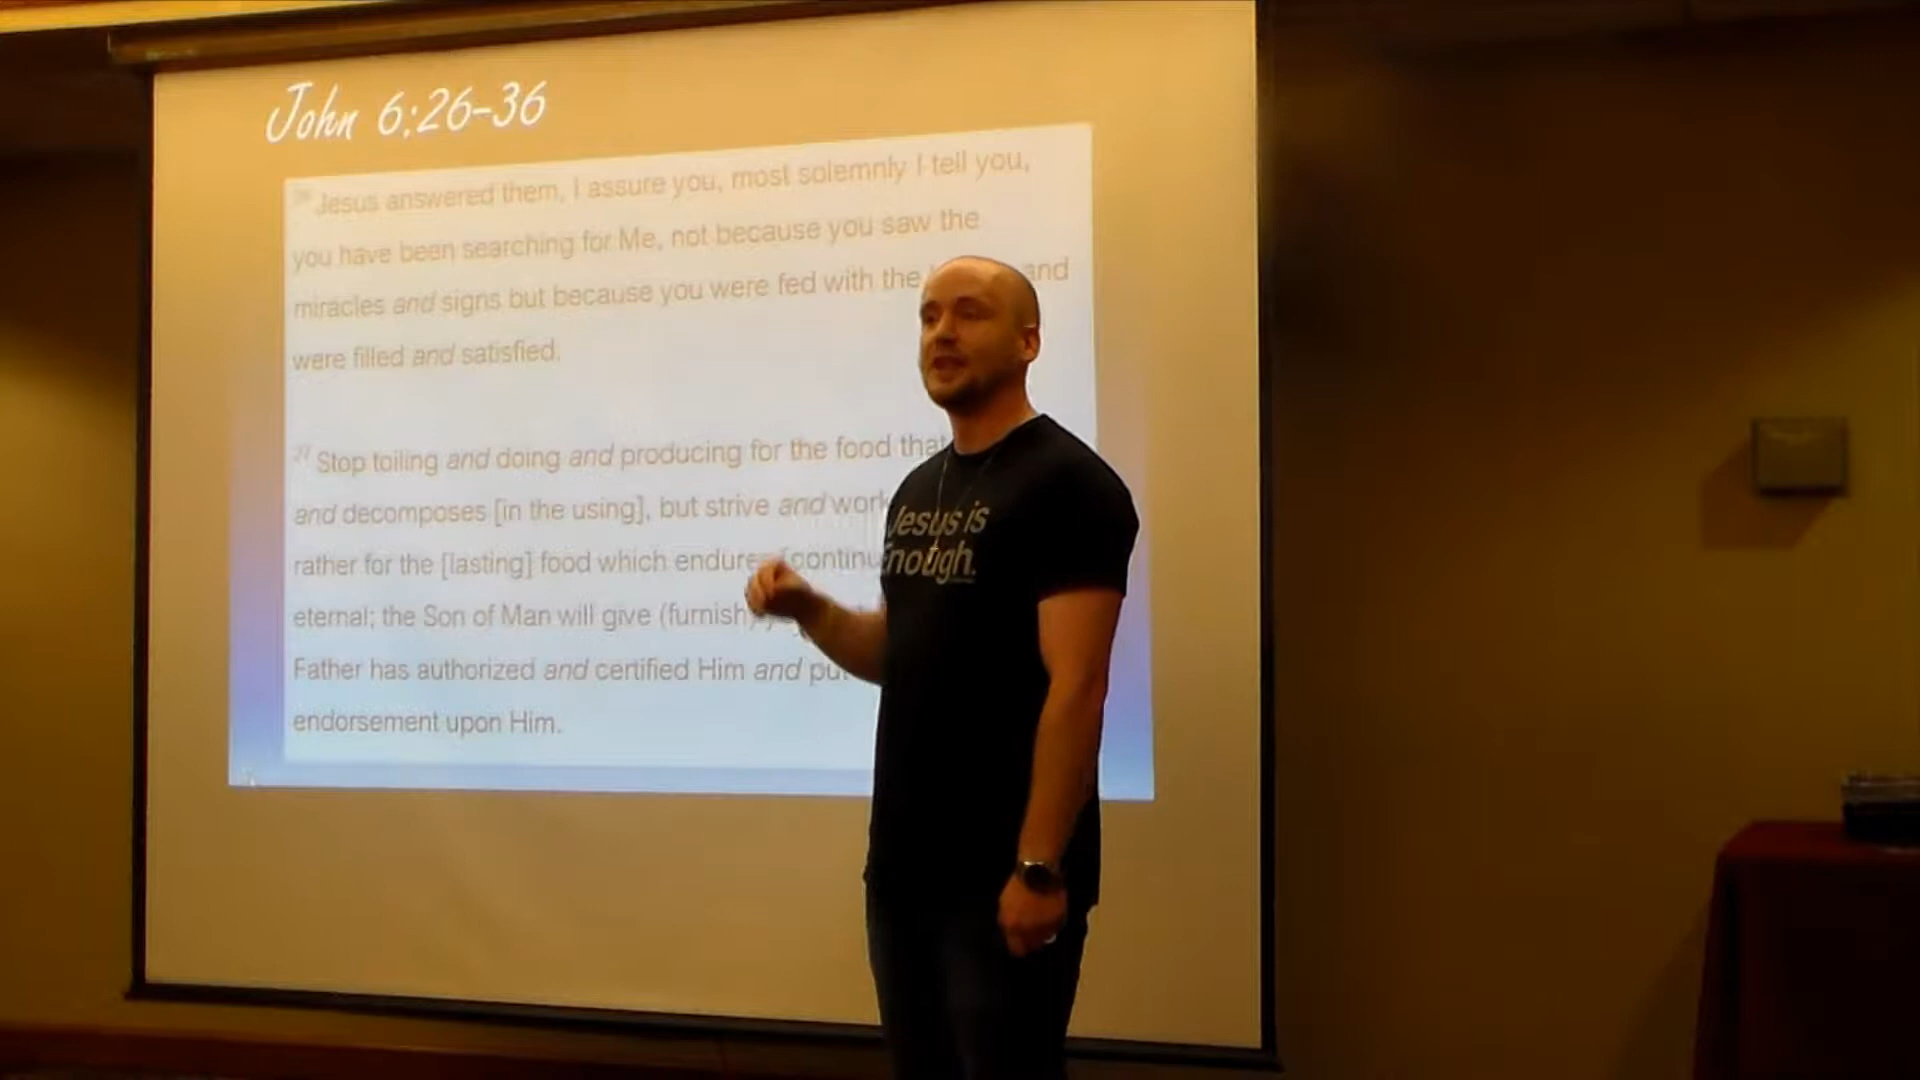 John 6:26-36
Jesus answered them, I assure you, most solemnly I tell you,
you have been searching for Me, not because you saw the
miracles and signs but because you were fed with the and
were filled and satisfied.
27 Stop toiling and doing and producing for the food that
and decomposes [in the using], but strive and work
rather for the [lasting] food which endures [continu
eternal; the Son of Man will give (furnish)
Father has authorized and certified Him and pu
endorsement upon Him.
Jesus is
Enough.